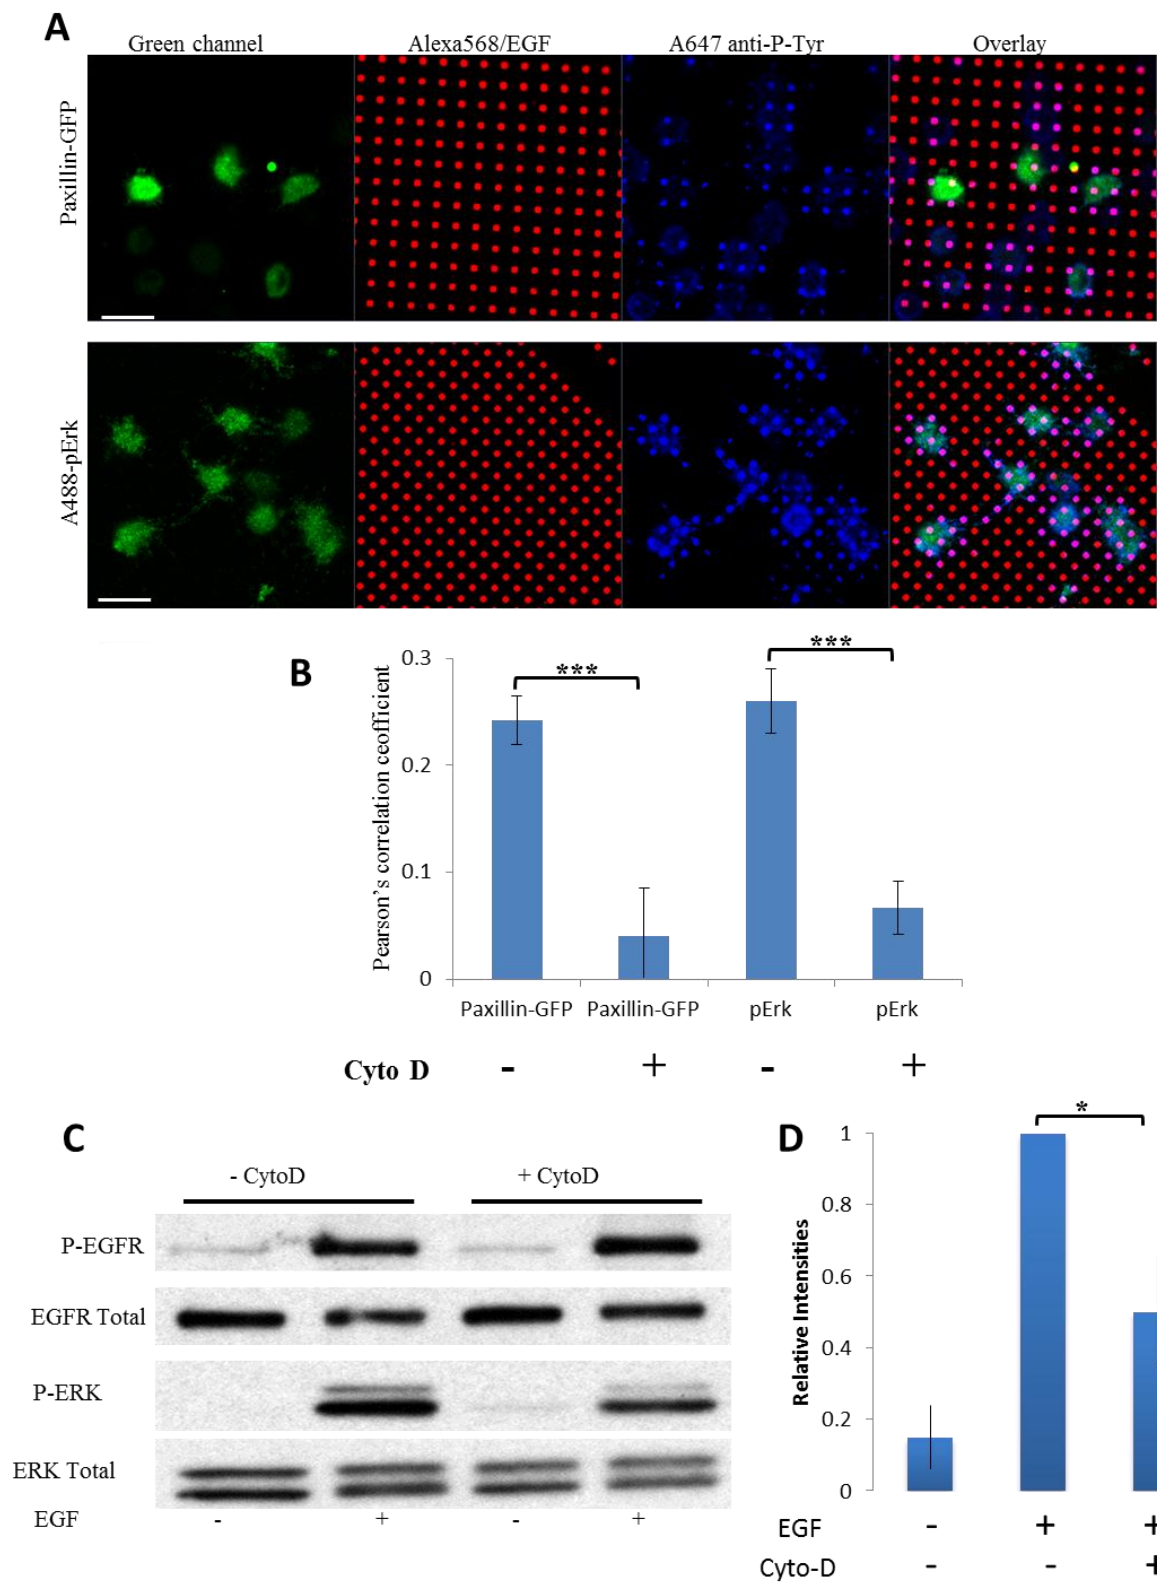 A
Green channel Alexa568/EGF A647 anti-P-Tyr Overlay
Paxillin-GFP
A488-pErk
B
Pearson's correlation ceofficient
0.3
0.2
0.1
0
*** ***
Paxillin-GFP Paxillin-GFP pErk pErk
Cyto D - + - +
C
- CytoD + CytoD
P-EGFR
EGFR Total
P-ERK
ERK Total
EGF - + - +
D
*
Relative Intensities
1
0.8
0.6
0.4
0.2
0
EGF - + +
Cyto-D - - +